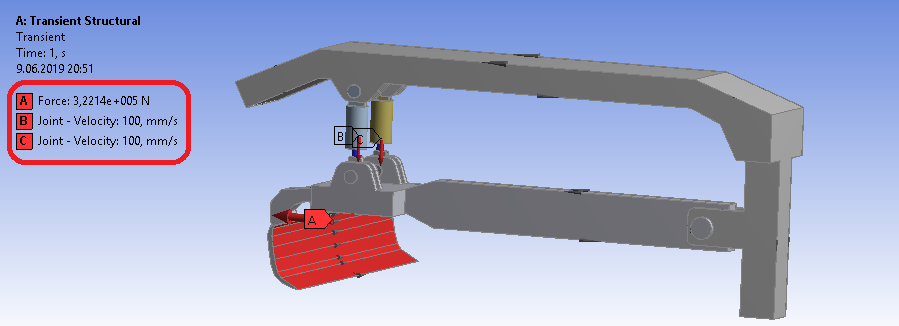 A: Transient Structural
Transient
Time: 1, s
9.06.2019 20:51
A Force: 3,2214e+005 N
B Joint - Velocity: 100, mm/s
C Joint - Velocity: 100, mm/s
B
C
A